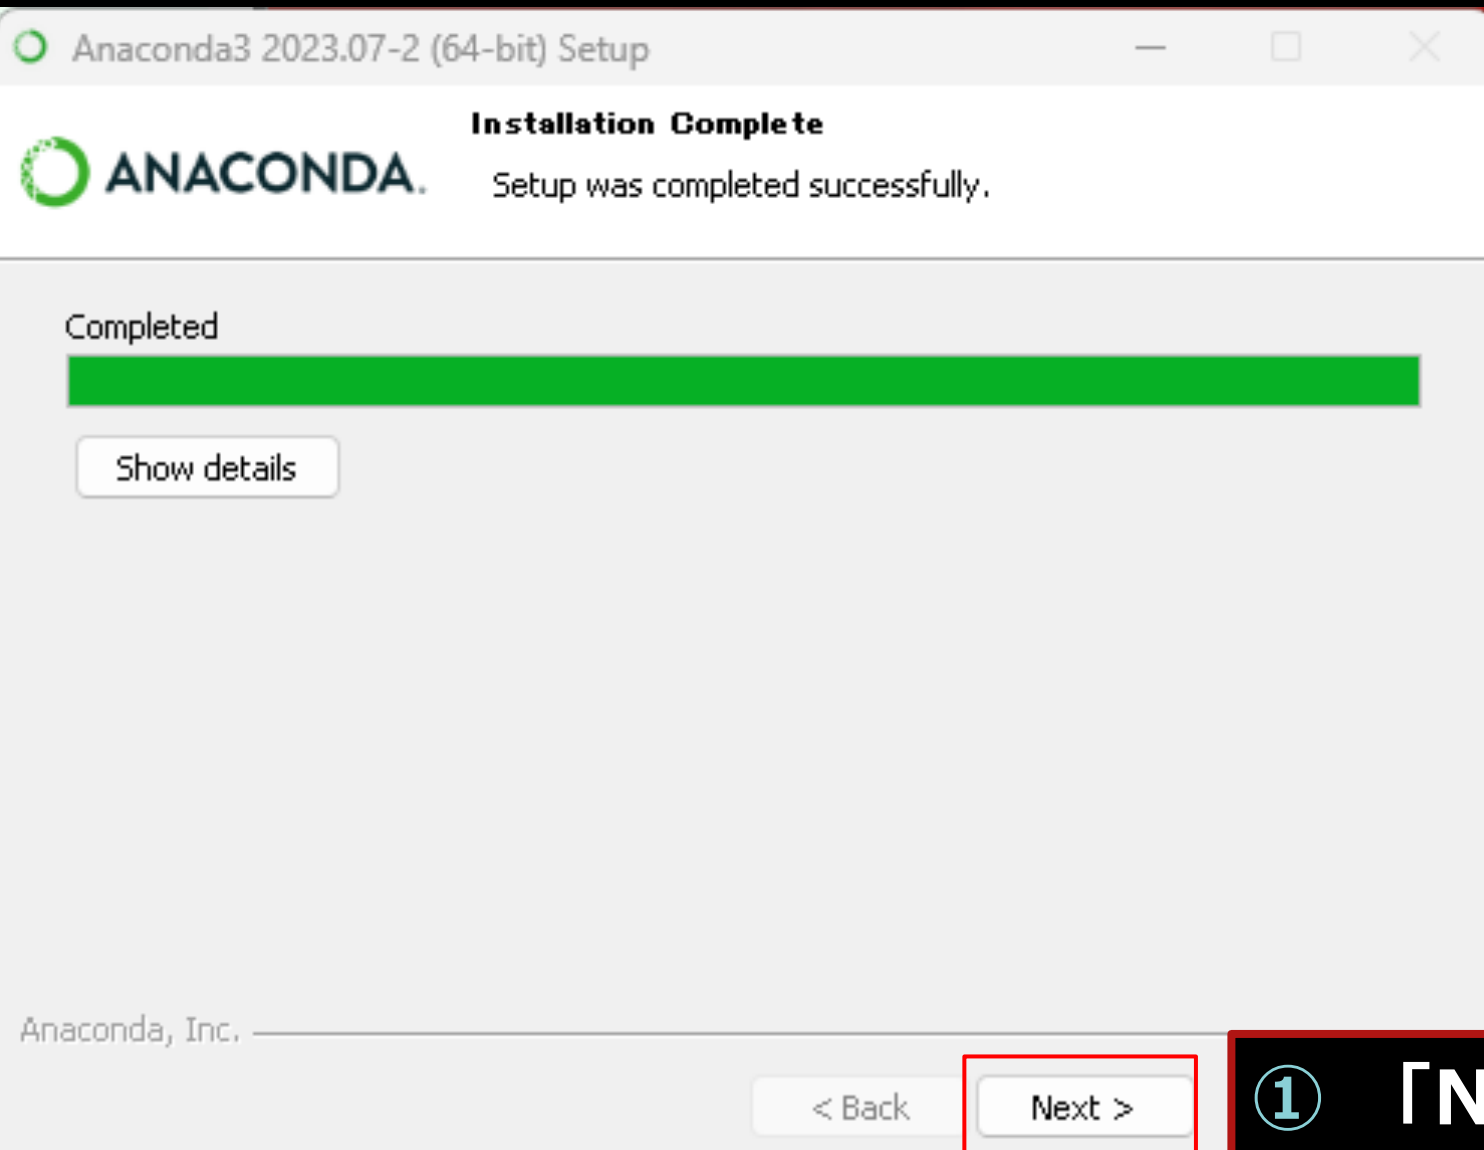 Anaconda3 2023.07-2 (64-bit) Setup
Installation Complete
ANACONDA.
Setup was completed successfully.
Completed
Show details
Anaconda, Inc.
< Back
Next >
① 「N